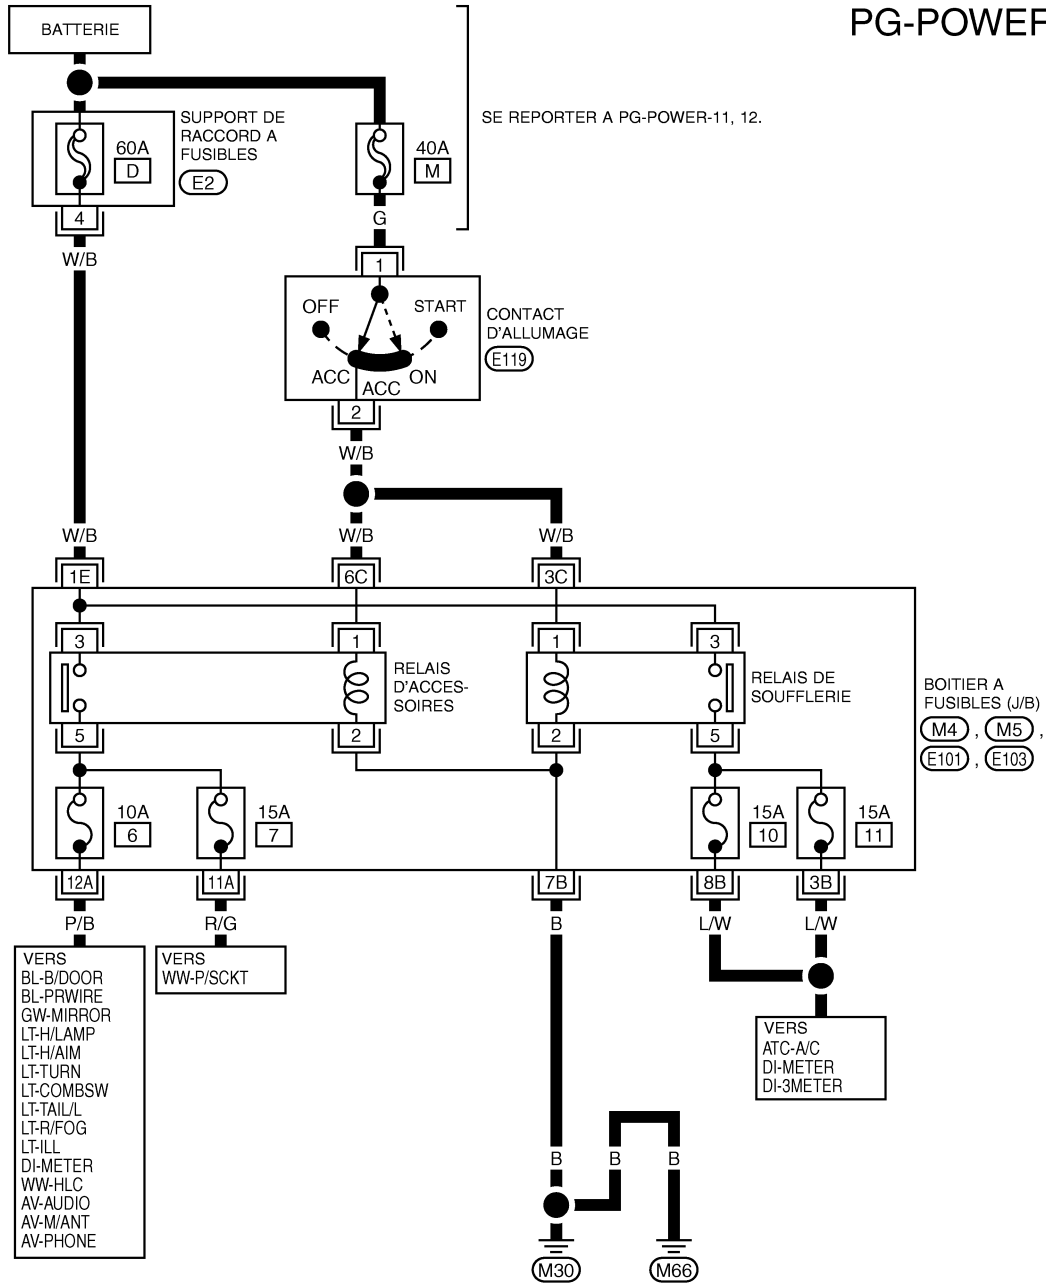 PG-POWER
BATTERIE
SUPPORT DE
RACCORD A
FUSIBLES
E2
60A
D
40A
M
SE REPORTER A PG-POWER-11, 12.
4
G
W/B
1
OFF
START
CONTACT
D'ALLUMAGE
E119
ACC
ACC
ON
2
W/B
W/B
W/B
W/B
1E
6C
3C
3
1
1
3
RELAIS
D'ACCES-
SOIRES
RELAIS DE
SOUFFLERIE
BOITIER A
FUSIBLES (J/B)
M4 , M5 ,
E101 , E103
5
2
2
5
10A
6
15A
7
15A
10
15A
11
12A
11A
7B
8B
3B
P/B
R/G
B
L/W
L/W
VERS
BL-B/DOOR
BL-PRWIRE
GW-MIRROR
LT-H/LAMP
LT-H/AIM
LT-TURN
LT-COMBSW
LT-TAIL/L
LT-R/FOG
LT-ILL
DI-METER
WW-HLC
AV-AUDIO
AV-M/ANT
AV-PHONE
VERS
WW-P/SCKT
VERS
ATC-A/C
DI-METER
DI-3METER
B
B
B
M30
M66